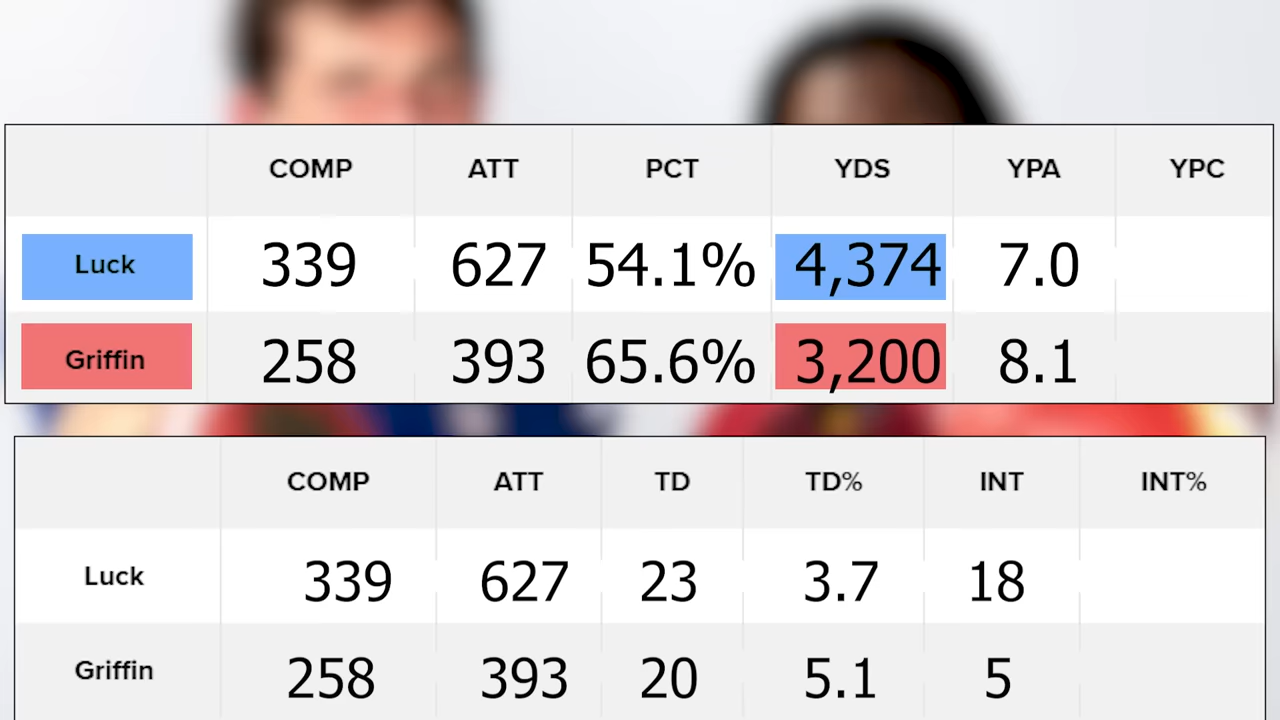 COMP ATT PCT YDS YPA YPC
Luck 339 627 54.1% 4,374 7.0
Griffin 258 393 65.6% 3,200 8.1
COMP ATT TD TD% INT INT%
Luck 339 627 23 3.7 18
Griffin 258 393 20 5.1 5